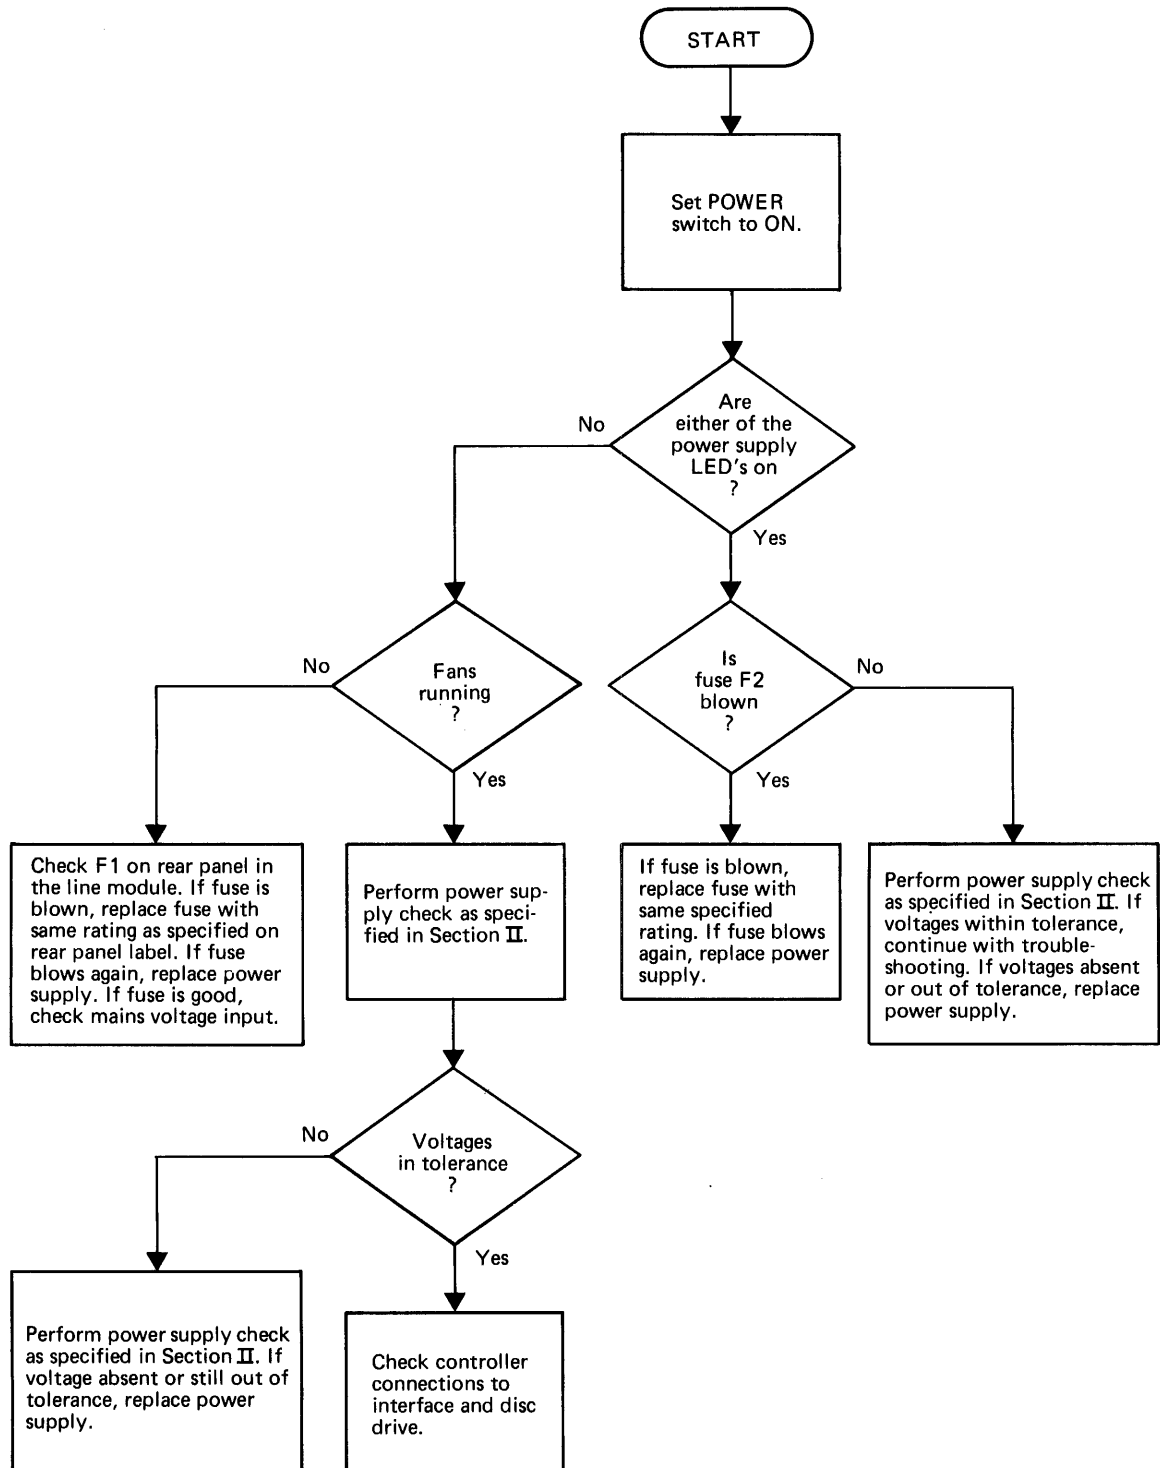 START
Set POWER
switch to ON.
Are
either of the
power supply
LED's on
?
No
Yes
Fans
running
?
No
Yes
Is
fuse F2
blown
?
No
Yes
Check F1 on rear panel in
the line module. If fuse is
blown, replace fuse with
same rating as specified on
rear panel label. If fuse
blows again, replace power
supply. If fuse is good,
check mains voltage input.
Perform power sup-
ply check as speci-
fied in Section II.
If fuse is blown,
replace fuse with
same specified
rating. If fuse blows
again, replace power
supply.
Perform power supply check
as specified in Section II. If
voltages within tolerance,
continue with trouble-
shooting. If voltages absent
or out of tolerance, replace
power supply.
Voltages
in tolerance
?
No
Yes
Perform power supply check
as specified in Section II. If
voltage absent or still out of
tolerance, replace power
supply.
Check controller
connections to
interface and disc
drive.